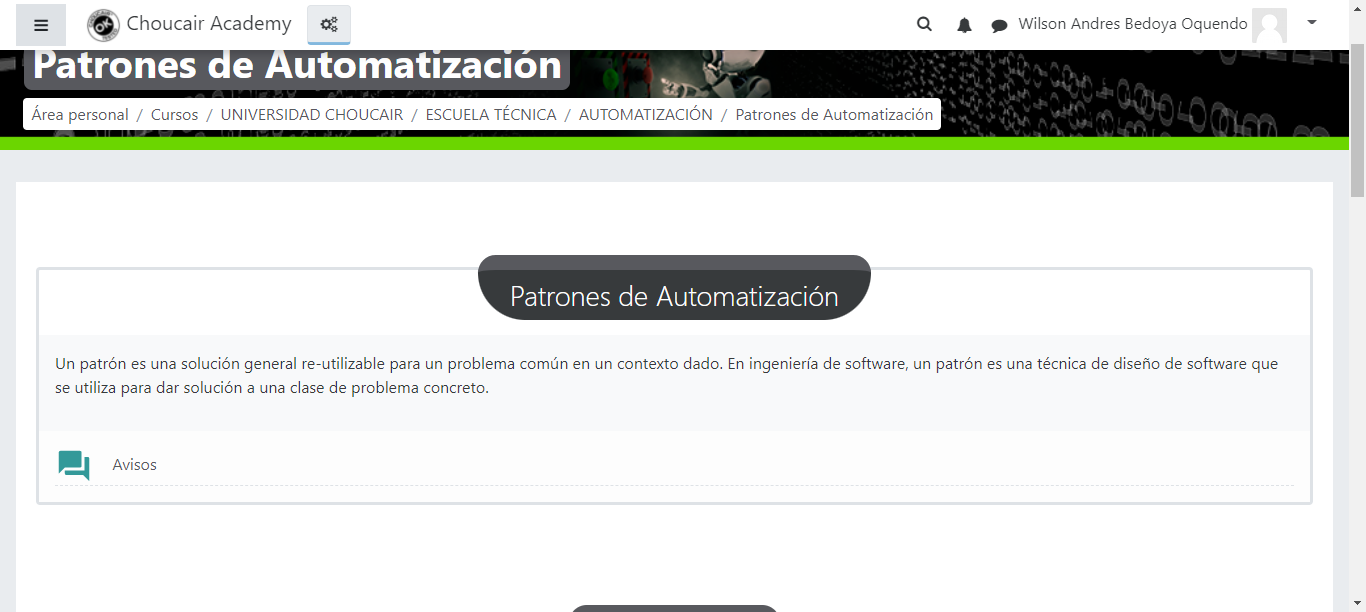 Choucair Academy
Wilson Andres Bedoya Oquendo
Patrones de Automatización
Área personal / Cursos / UNIVERSIDAD CHOUCAIR / ESCUELA TÉCNICA / AUTOMATIZACIÓN / Patrones de Automatización
Patrones de Automatización
Un patrón es una solución general re-utilizable para un problema común en un contexto dado. En ingeniería de software, un patrón es una técnica de diseño de software que
se utiliza para dar solución a una clase de problema concreto.
Avisos